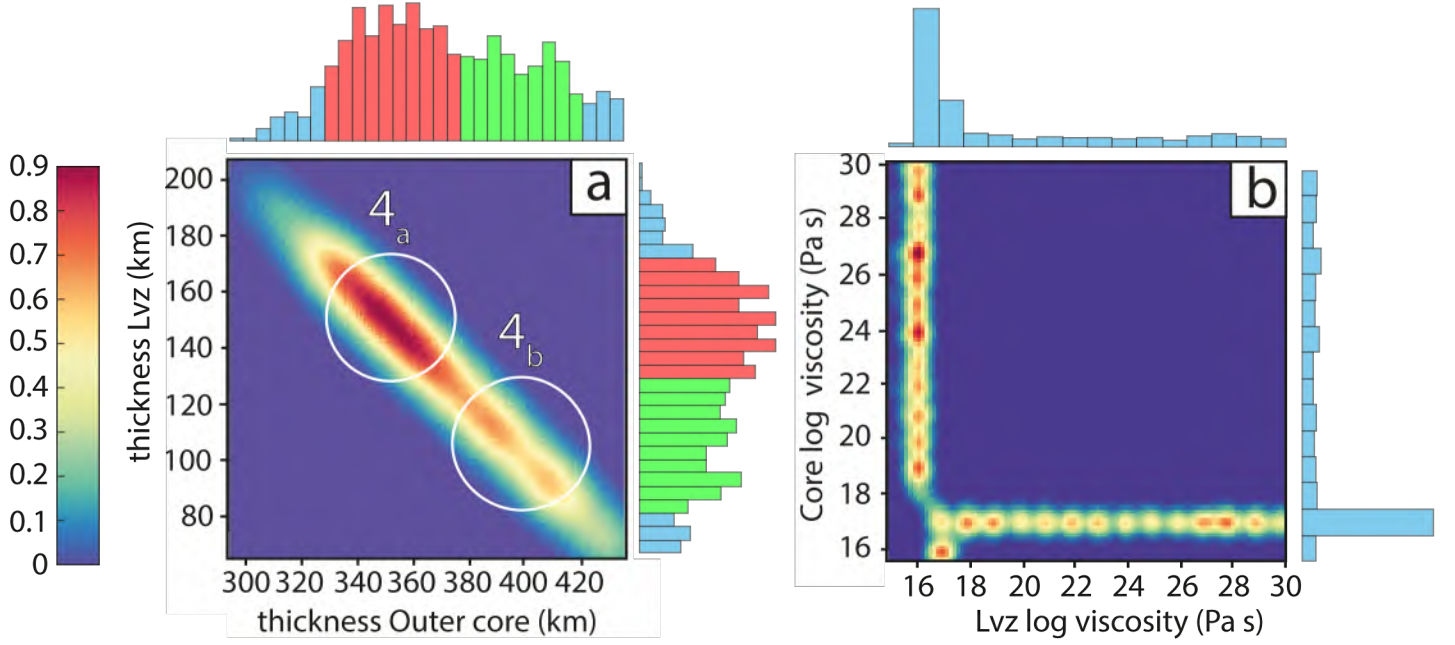 0.9
0.8
0.7
0.6
0.5
0.4
0.3
0.2
0.1
0
thickness Lvz (km)
200
180
160
140
120
100
80
a
4a
4b
300 320 340 360 380 400 420
thickness Outer core (km)
Core log viscosity (Pa s)
30
28
26
24
22
20
18
16
b
16 18 20 22 24 26 28 30
Lvz log viscosity (Pa s)